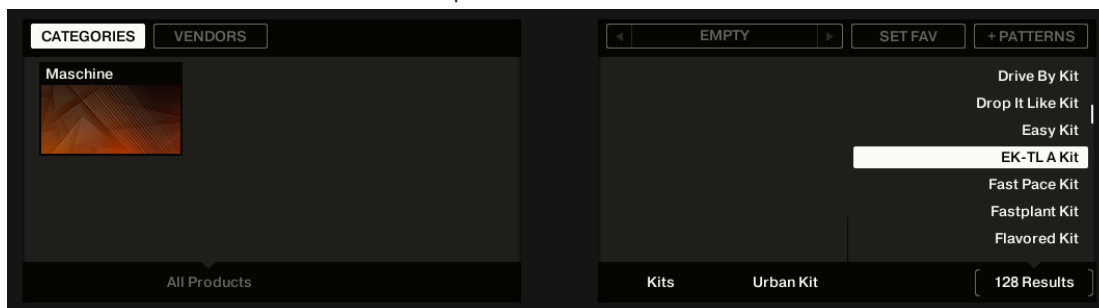 CATEGORIES VENDORS
Maschine
All Products
EMPTY SET FAV + PATTERNS
Drive By Kit
Drop It Like Kit
Easy Kit
EK-TL A Kit
Fast Pace Kit
Fastplant Kit
Flavored Kit
Kits Urban Kit 128 Results